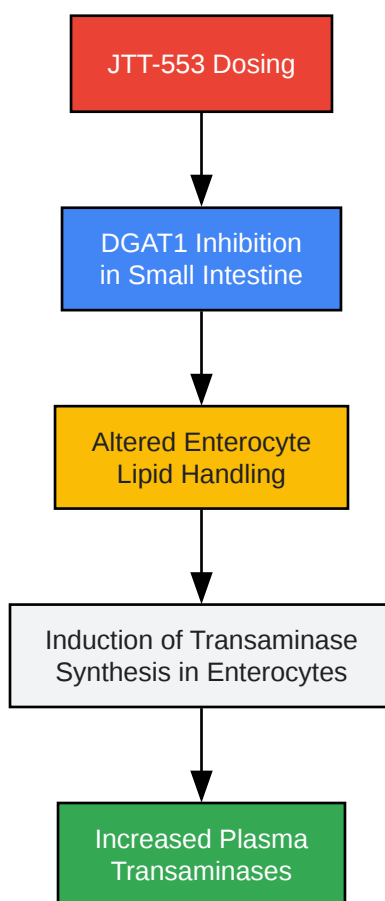 JTT-553 Dosing
DGAT1 Inhibition
in Small Intestine
Altered Enterocyte
Lipid Handling
Induction of Transaminase
Synthesis in Enterocytes
Increased Plasma
Transaminases